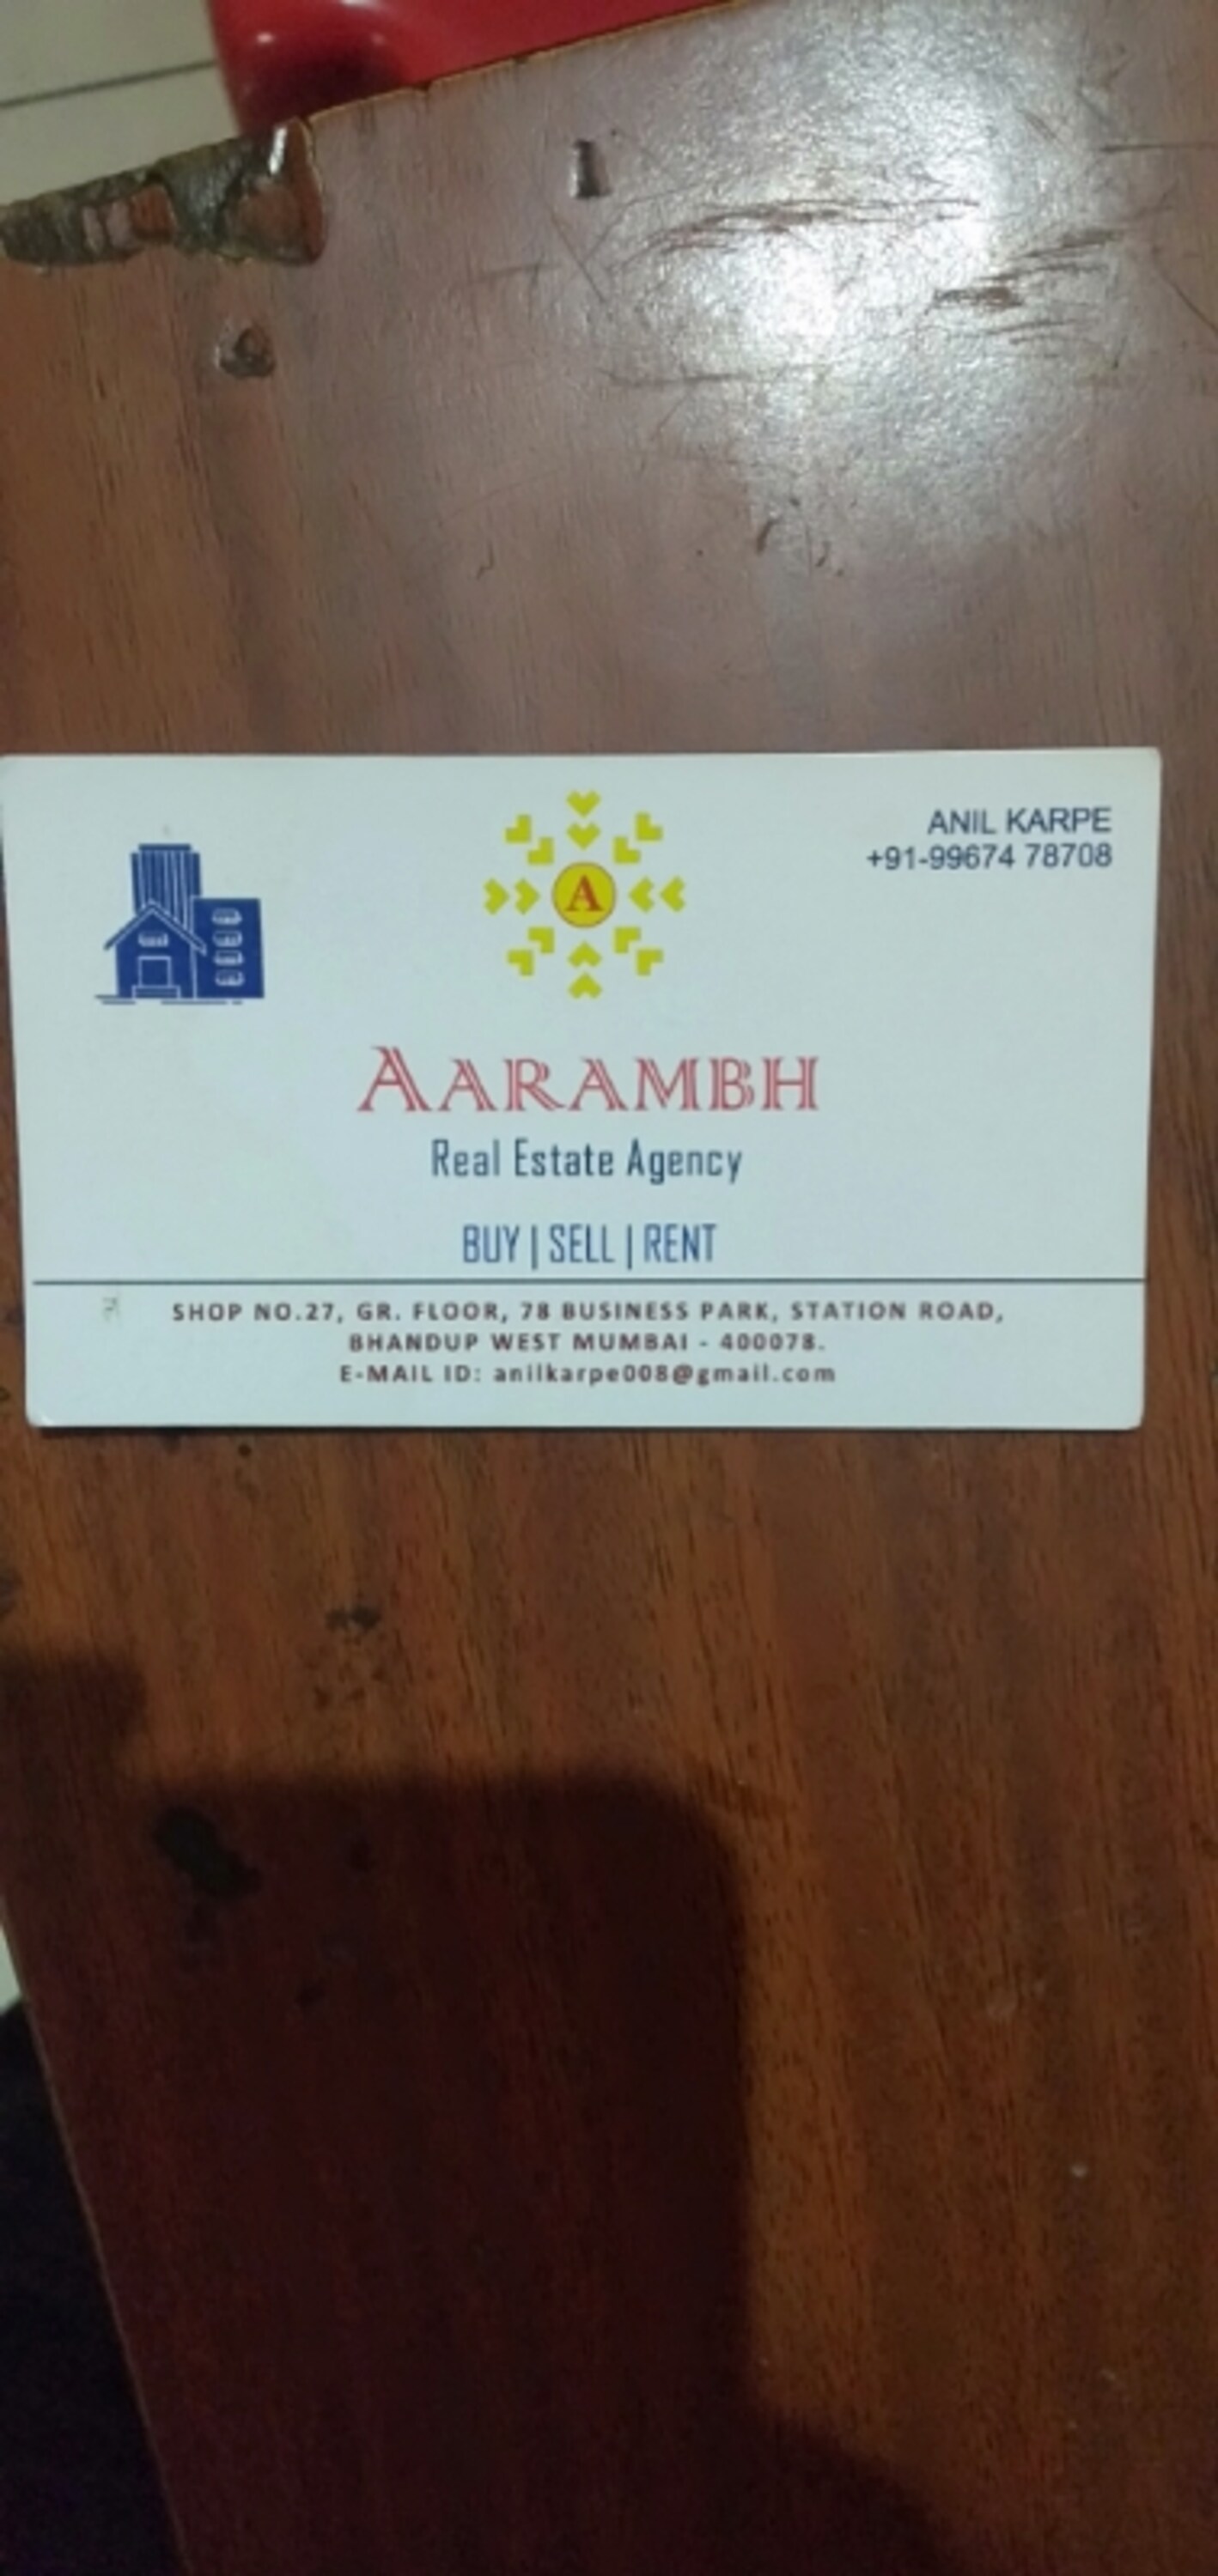 ANIL KARPE
+91-99674 78708
A
AARAMBH
Real Estate Agency
BUY | SELL | RENT
SHOP NO.27, GR. FLOOR, 78 BUSINESS PARK, STATION ROAD,
BHANDUP WEST MUMBAI - 400078.
E-MAIL ID: anilkarpe008@gmail.com